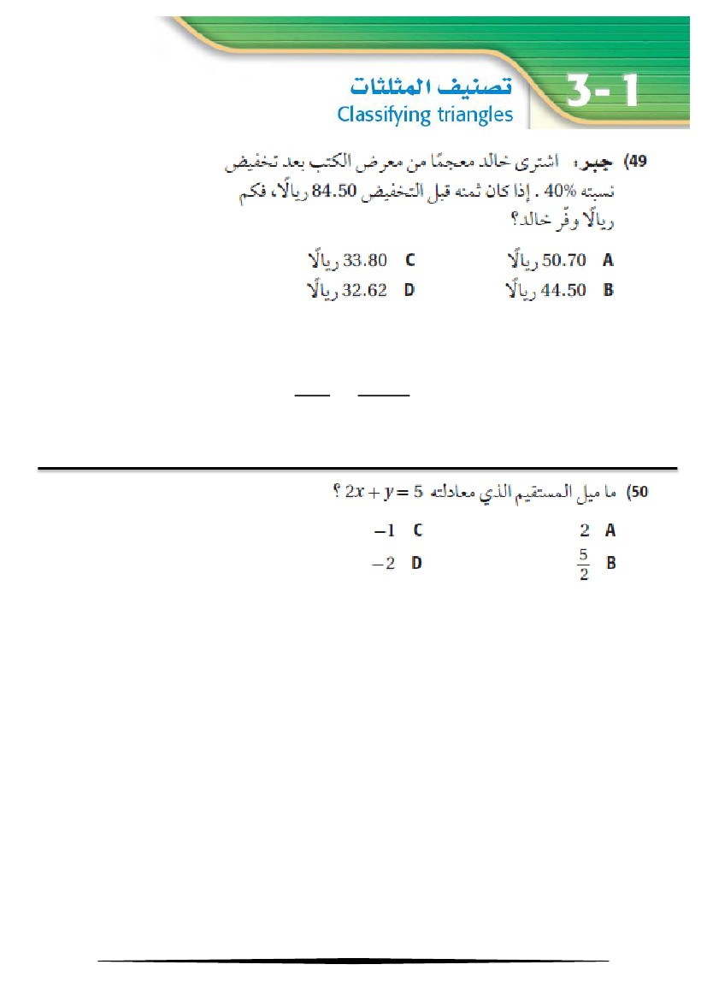 3-1
تصنيف المثلثات
Classifying triangles
49) جبر: اشترى خالد معجمًا من معرض الكتب بعد تخفيض
نسبته 40% . إذا كان ثمنه قبل التخفيض 84.50 ريالًا، فكم
ريالًا وفّر خالد؟
A 50.70 ريالًا C 33.80 ريالًا
B 44.50 ريالًا D 32.62 ريالًا
50) ما ميل المستقيم الذي معادلته 2x + y = 5 ؟
A 2 C −1
B 5/2 D −2